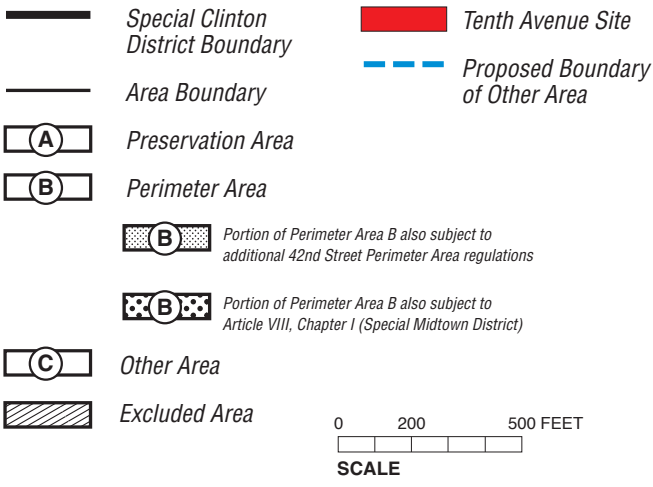 Special Clinton
District Boundary
Area Boundary
A Preservation Area
B Perimeter Area
B Portion of Perimeter Area B also subject to
additional 42nd Street Perimeter Area regulations
B Portion of Perimeter Area B also subject to
Article VIII, Chapter I (Special Midtown District)
C Other Area
Excluded Area
Tenth Avenue Site
Proposed Boundary
of Other Area
0 200 500 FEET
SCALE